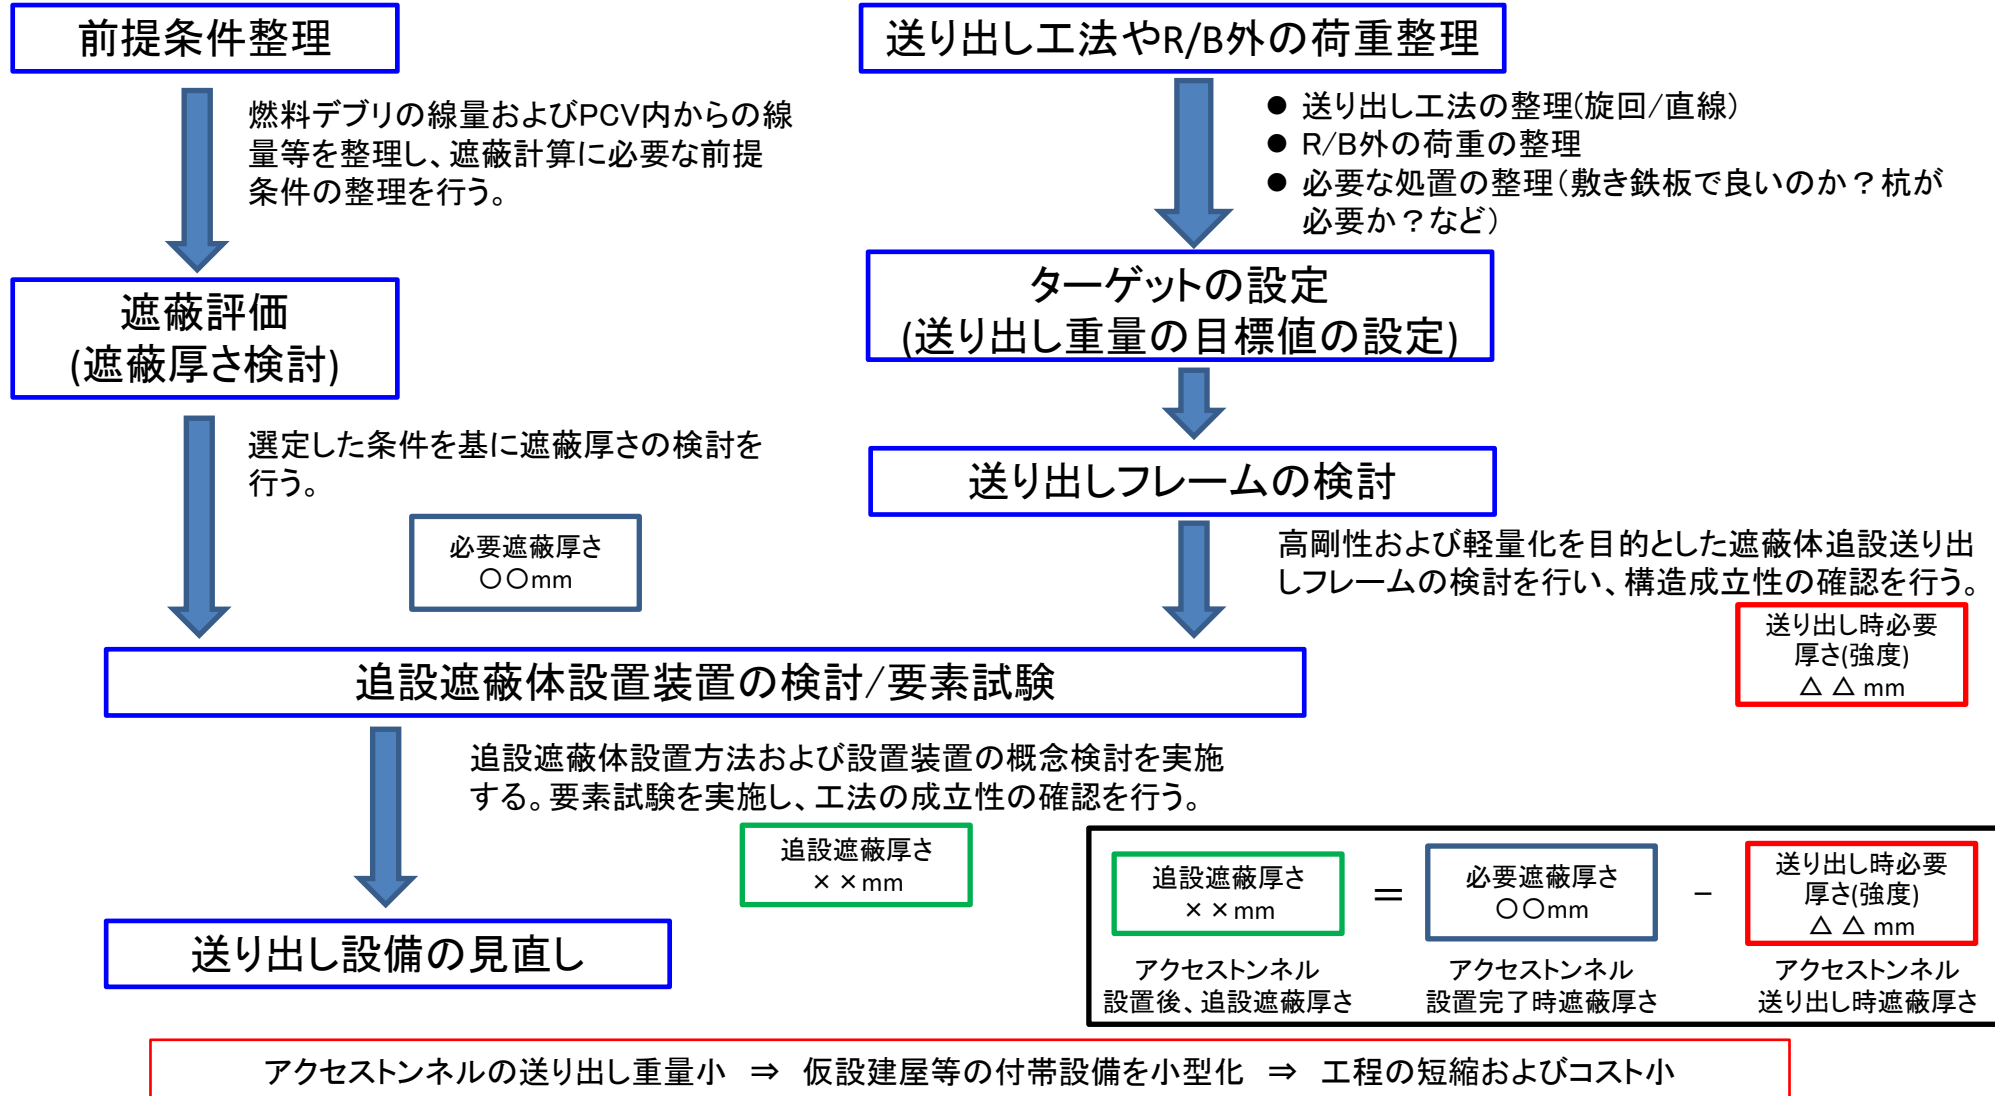 前提条件整理
燃料デブリの線量およびPCV内からの線
量等を整理し、遮蔽計算に必要な前提
条件の整理を行う。
遮蔽評価
(遮蔽厚さ検討)
選定した条件を基に遮蔽厚さの検討を
行う。
必要遮蔽厚さ
〇〇mm
送り出し工法やR/B外の荷重整理
● 送り出し工法の整理(旋回/直線)
● R/B外の荷重の整理
● 必要な処置の整理(敷き鉄板で良いのか？杭が
必要か？など)
ターゲットの設定
(送り出し重量の目標値の設定)
送り出しフレームの検討
高剛性および軽量化を目的とした遮蔽体追設送り出
しフレームの検討を行い、構造成立性の確認を行う。
送り出し時必要
厚さ(強度)
△ △ mm
追設遮蔽体設置装置の検討/要素試験
追設遮蔽体設置方法および設置装置の概念検討を実施
する。要素試験を実施し、工法の成立性の確認を行う。
追設遮蔽厚さ
× × mm
送り出し設備の見直し
追設遮蔽厚さ
× × mm
アクセストンネル
設置後、追設遮蔽厚さ
＝
必要遮蔽厚さ
〇〇mm
アクセストンネル
設置完了時遮蔽厚さ
−
送り出し時必要
厚さ(強度)
△ △ mm
アクセストンネル
送り出し時遮蔽厚さ
アクセストンネルの送り出し重量小 ⇒ 仮設建屋等の付帯設備を小型化 ⇒ 工程の短縮およびコスト小